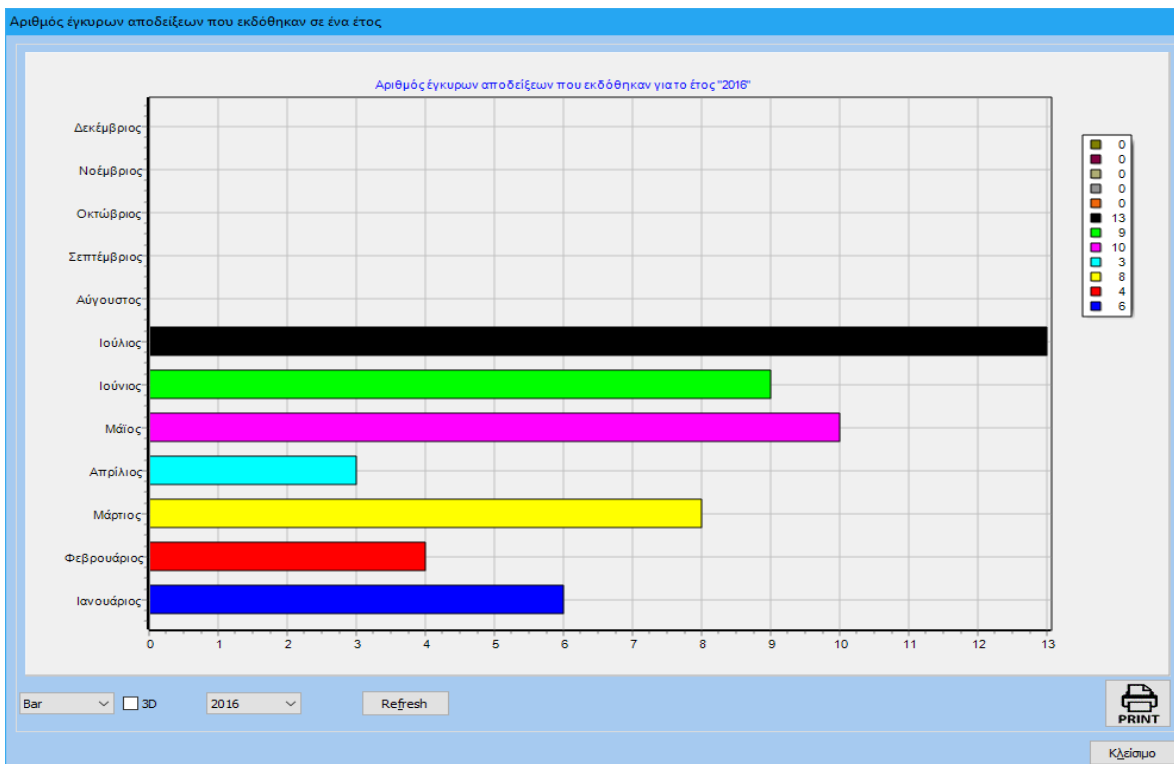 Αριθμός έγκυρων αποδείξεων που εκδόθηκαν σε ένα έτος
Αριθμός έγκυρων αποδείξεων που εκδόθηκαν για το έτος "2016"
Δεκέμβριος
Νοέμβριος
Οκτώβριος
Σεπτέμβριος
Αύγουστος
Ιούλιος
Ιούνιος
Μάϊος
Απρίλιος
Μάρτιος
Φεβρουάριος
Ιανουάριος
0 1 2 3 4 5 6 7 8 9 10 11 12 13
0
0
0
0
0
13
9
10
3
8
4
6
Bar 3D 2016 Refresh
PRINT
Κλείσιμο